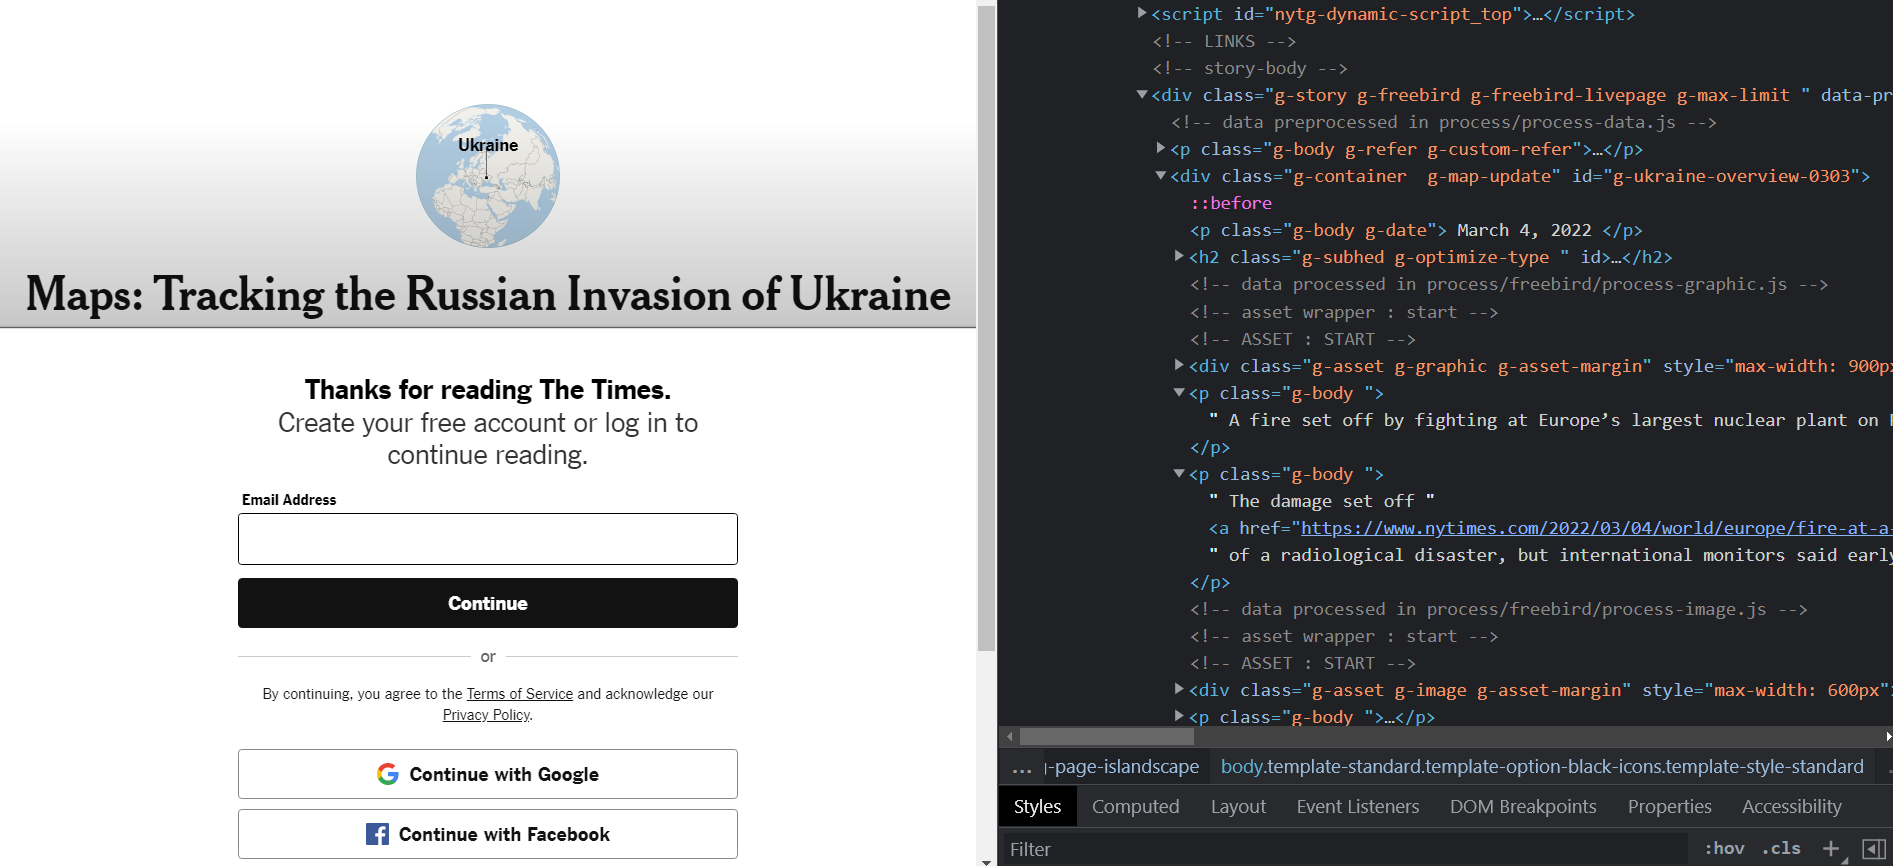 Ukraine
Maps: Tracking the Russian Invasion of Ukraine
Thanks for reading The Times.
Create your free account or log in to
continue reading.
Email Address
Continue
or
By continuing, you agree to the Terms of Service and acknowledge our
Privacy Policy.
Continue with Google
Continue with Facebook
<script id="nytg-dynamic-script_top">…</script>
<!-- LINKS -->
<!-- story-body -->
<div class="g-story g-freebird g-freebird-livepage g-max-limit " data-pr
<!-- data preprocessed in process/process-data.js -->
<p class="g-body g-refer g-custom-refer">…</p>
<div class="g-container  g-map-update" id="g-ukraine-overview-0303">
::before
<p class="g-body g-date"> March 4, 2022 </p>
<h2 class="g-subhed g-optimize-type " id>…</h2>
<!-- data processed in process/freebird/process-graphic.js -->
<!-- asset wrapper : start -->
<!-- ASSET : START -->
<div class="g-asset g-graphic g-asset-margin" style="max-width: 900px
<p class="g-body ">
" A fire set off by fighting at Europe’s largest nuclear plant on
</p>
<p class="g-body ">
" The damage set off "
<a href="https://www.nytimes.com/2022/03/04/world/europe/fire-at-a-
" of a radiological disaster, but international monitors said early
</p>
<!-- data processed in process/freebird/process-image.js -->
<!-- asset wrapper : start -->
<!-- ASSET : START -->
<div class="g-asset g-image g-asset-margin" style="max-width: 600px"
<p class="g-body ">…</p>
... -page-islandscape body.template-standard.template-option-black-icons.template-style-standard
Styles Computed Layout Event Listeners DOM Breakpoints Properties Accessibility
Filter :hov .cls +